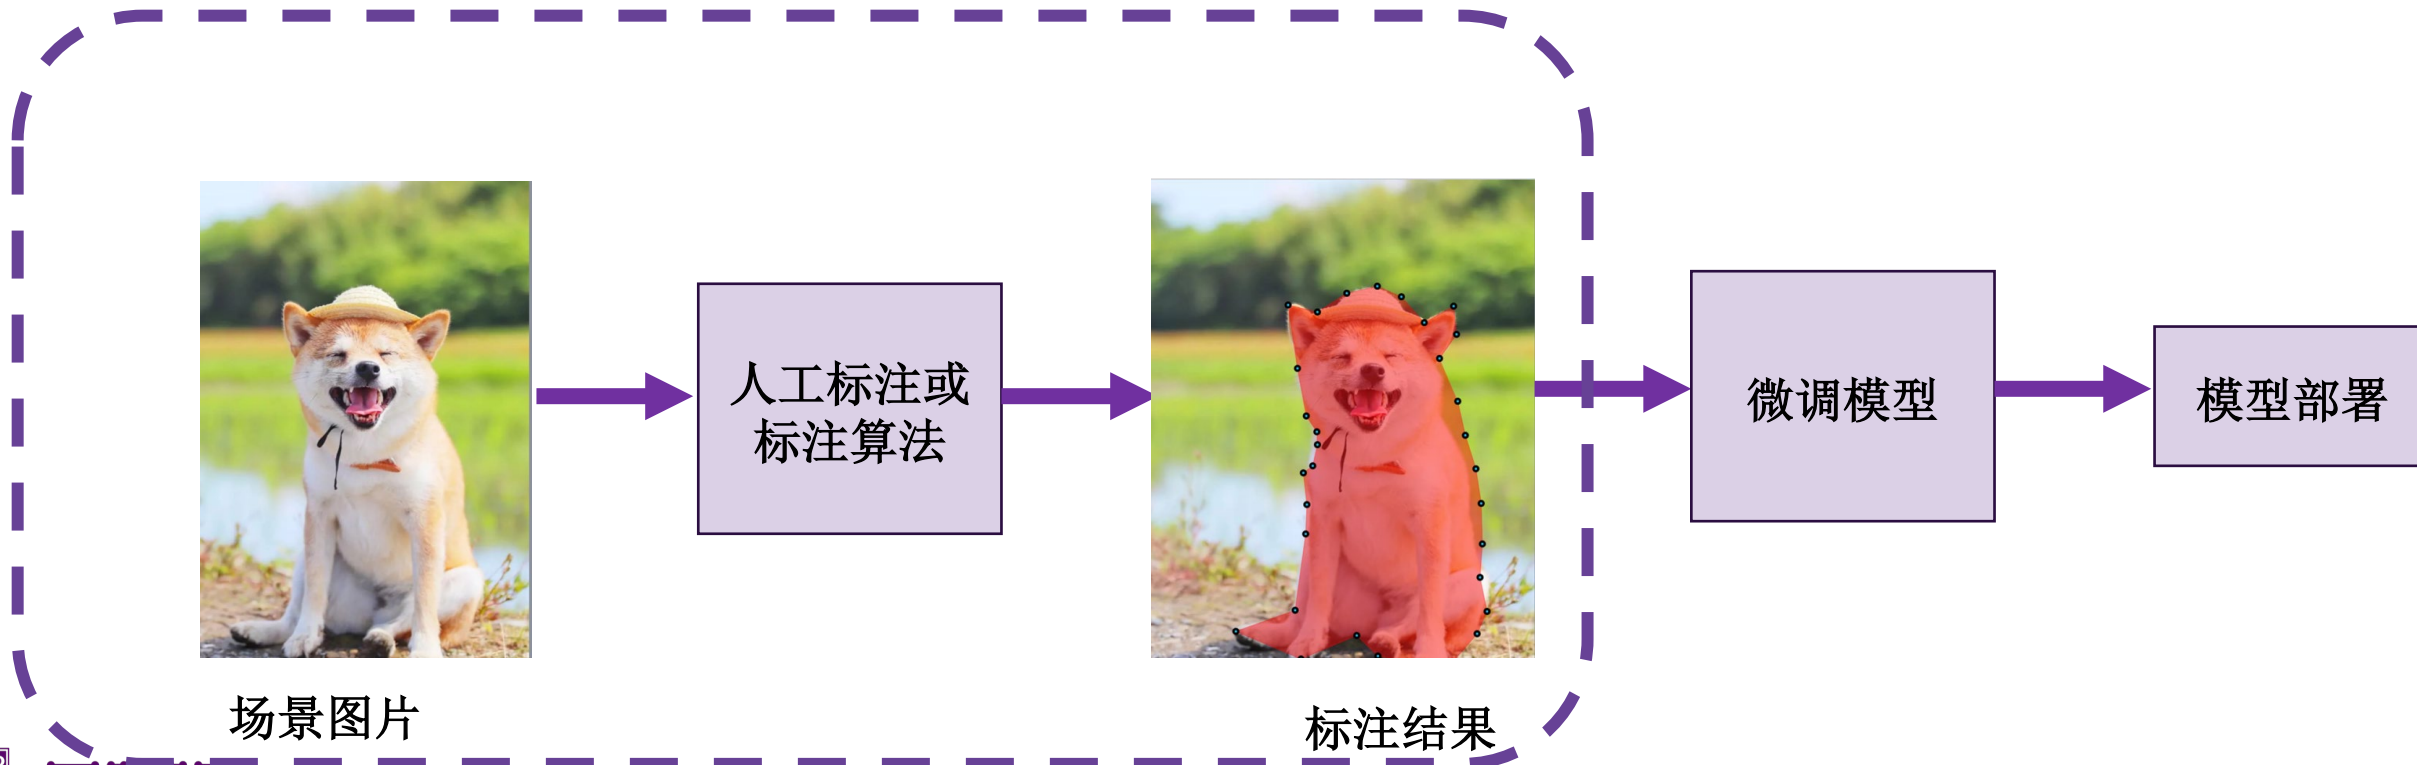 人工标注或
标注算法
微调模型
模型部署
场景图片
标注结果